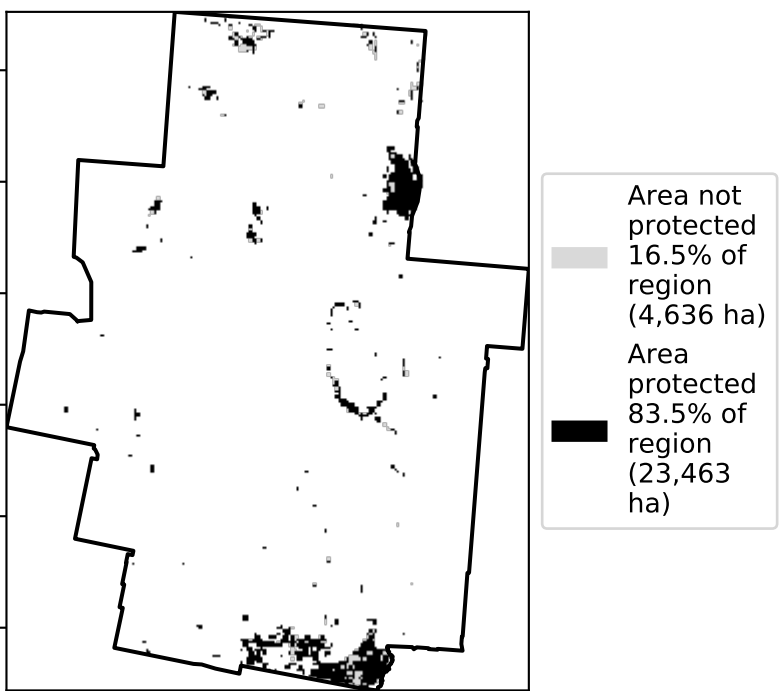 Area not
protected
16.5% of
region
(4,636 ha)
Area
protected
83.5% of
region
(23,463
ha)